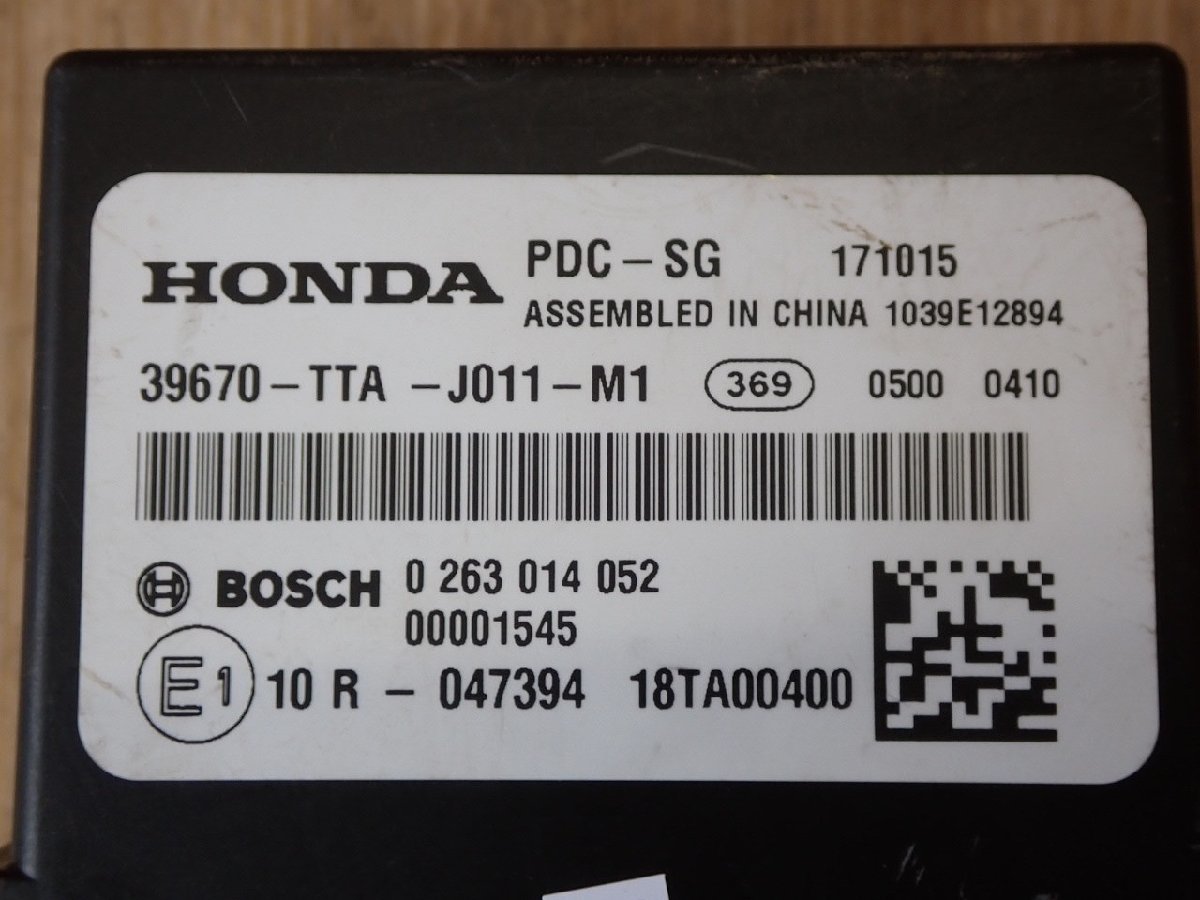 HONDA PDC-SG 171015
ASSEMBLED IN CHINA 1039E12894
39670-TTA -J011-M1 369 0500 0410
BOSCH 0 263 014 052
00001545
E1 10 R - 047394 18TA00400